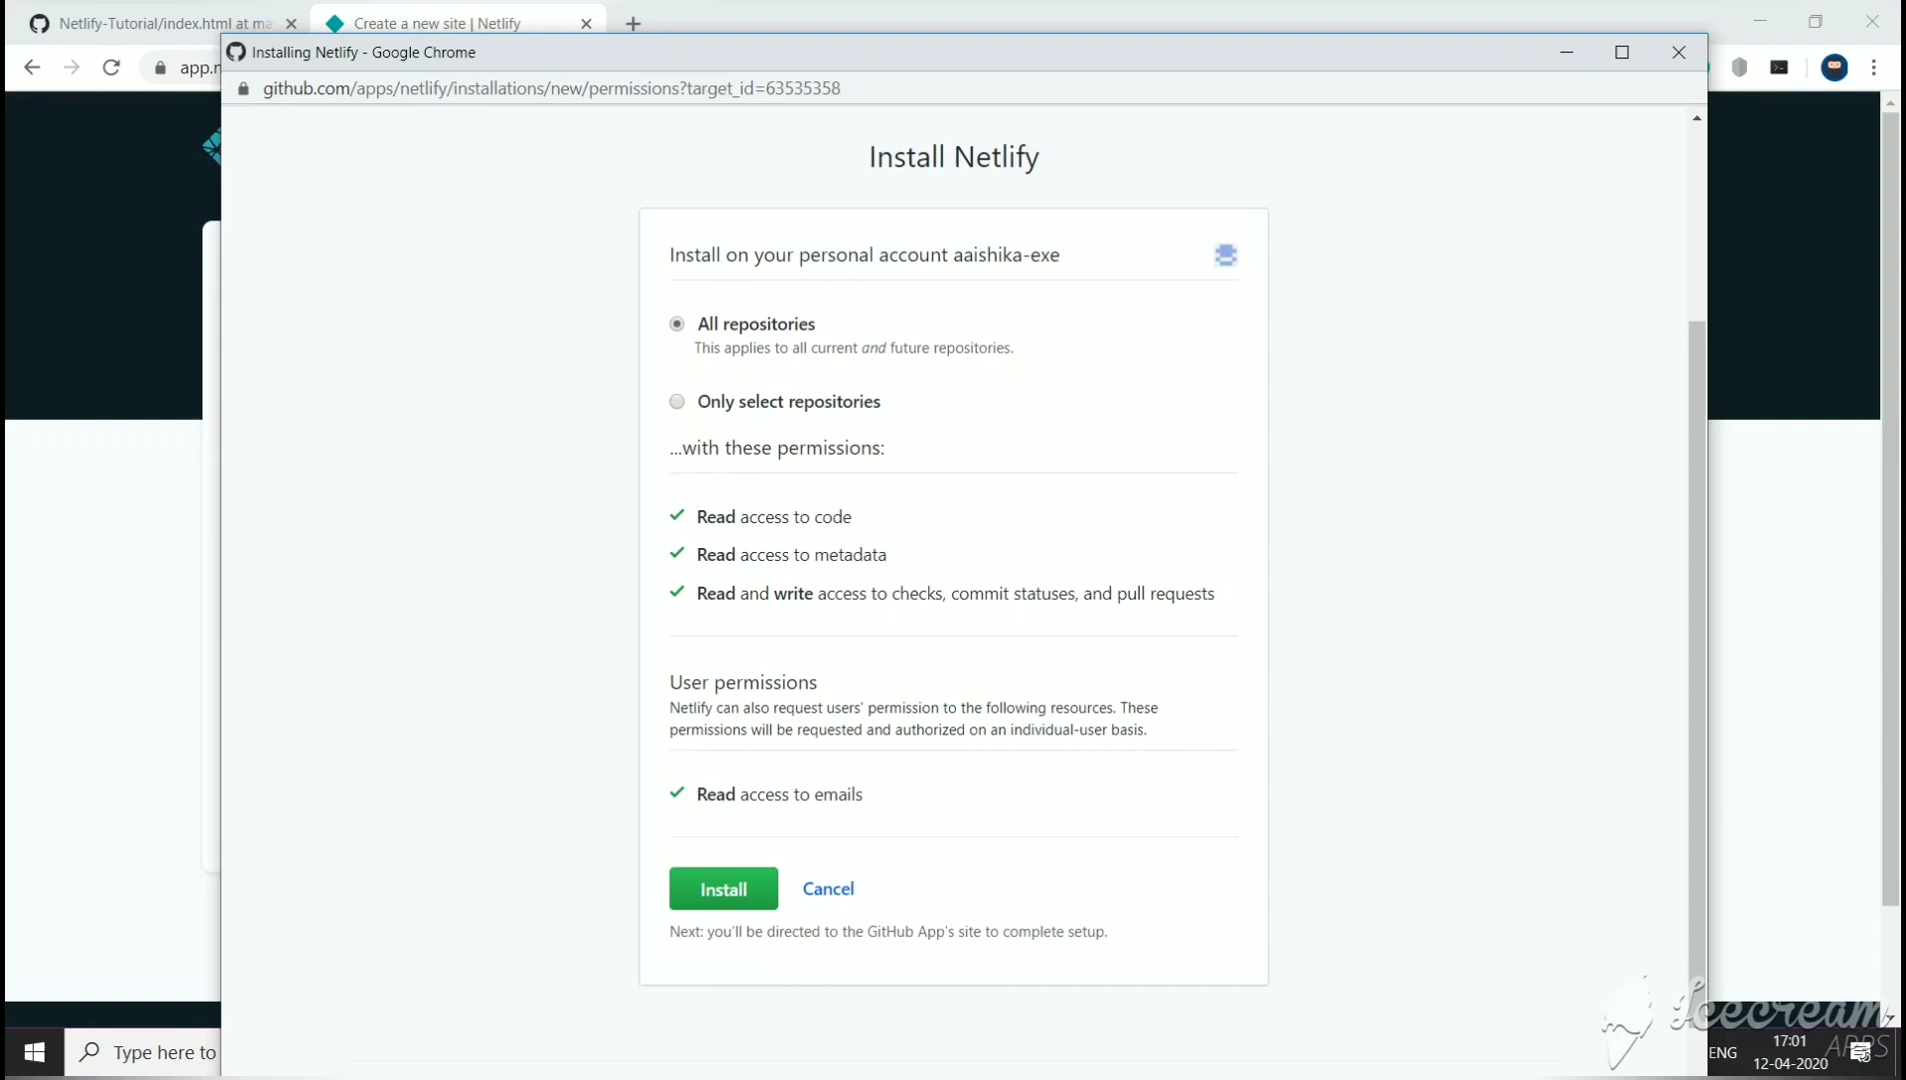 Netlify-Tutorial/index.html at ma
Create a new site | Netlify
Installing Netlify - Google Chrome
app.n
github.com/apps/netlify/installations/new/permissions?target_id=63535358
Install Netlify
Install on your personal account aaishika-exe
All repositories
This applies to all current and future repositories.
Only select repositories
...with these permissions:
Read access to code
Read access to metadata
Read and write access to checks, commit statuses, and pull requests
User permissions
Netlify can also request users' permission to the following resources. These
permissions will be requested and authorized on an individual-user basis.
Read access to emails
Install Cancel
Next: you'll be directed to the GitHub App's site to complete setup.
Icecream
APPS
Type here to
ENG
17:01
12-04-2020